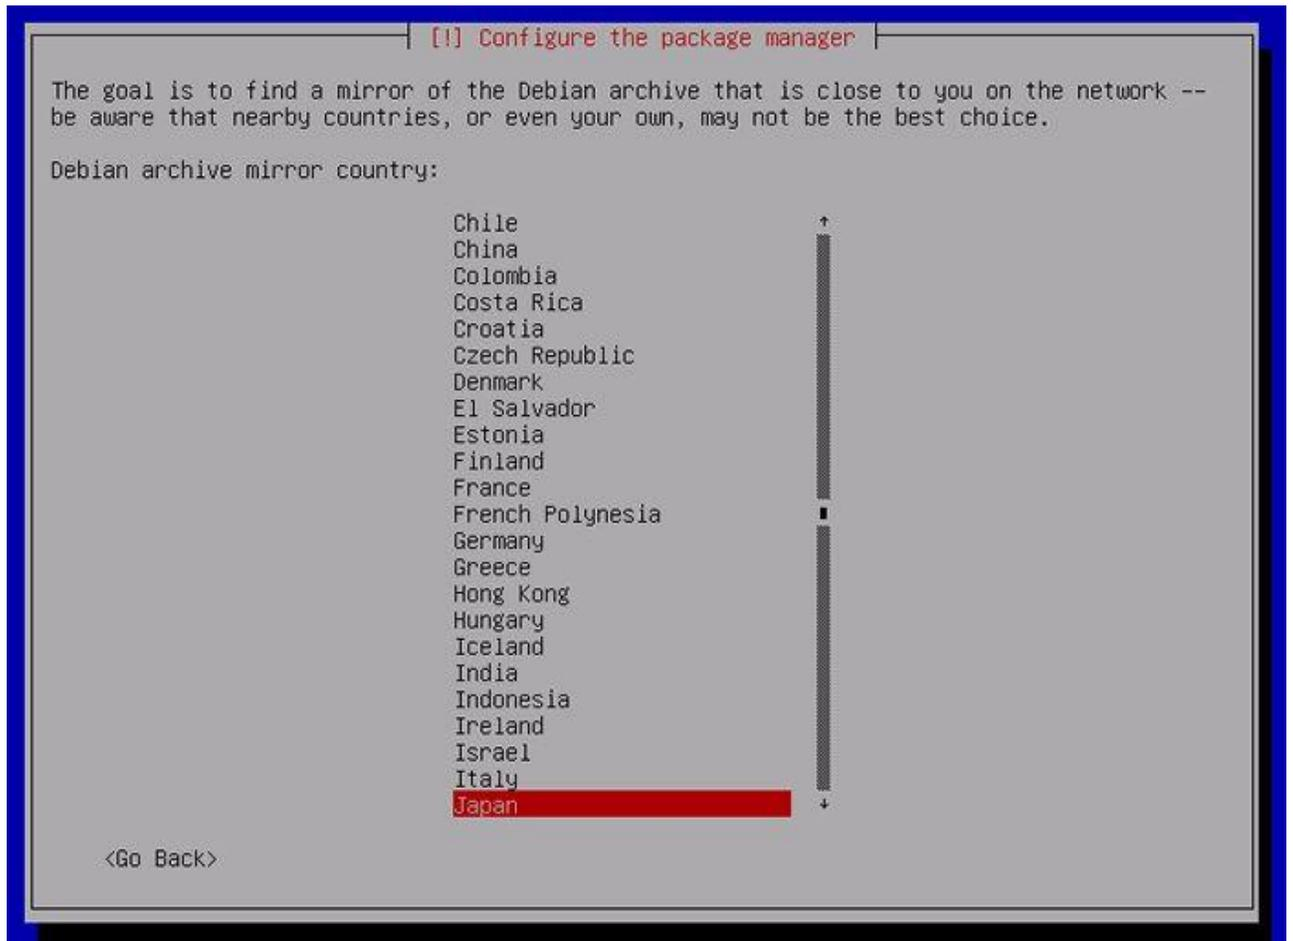 [!] Configure the package manager
The goal is to find a mirror of the Debian archive that is close to you on the network --
be aware that nearby countries, or even your own, may not be the best choice.
Debian archive mirror country:
Chile
China
Colombia
Costa Rica
Croatia
Czech Republic
Denmark
El Salvador
Estonia
Finland
France
French Polynesia
Germany
Greece
Hong Kong
Hungary
Iceland
India
Indonesia
Ireland
Israel
Italy
Japan
<Go Back>